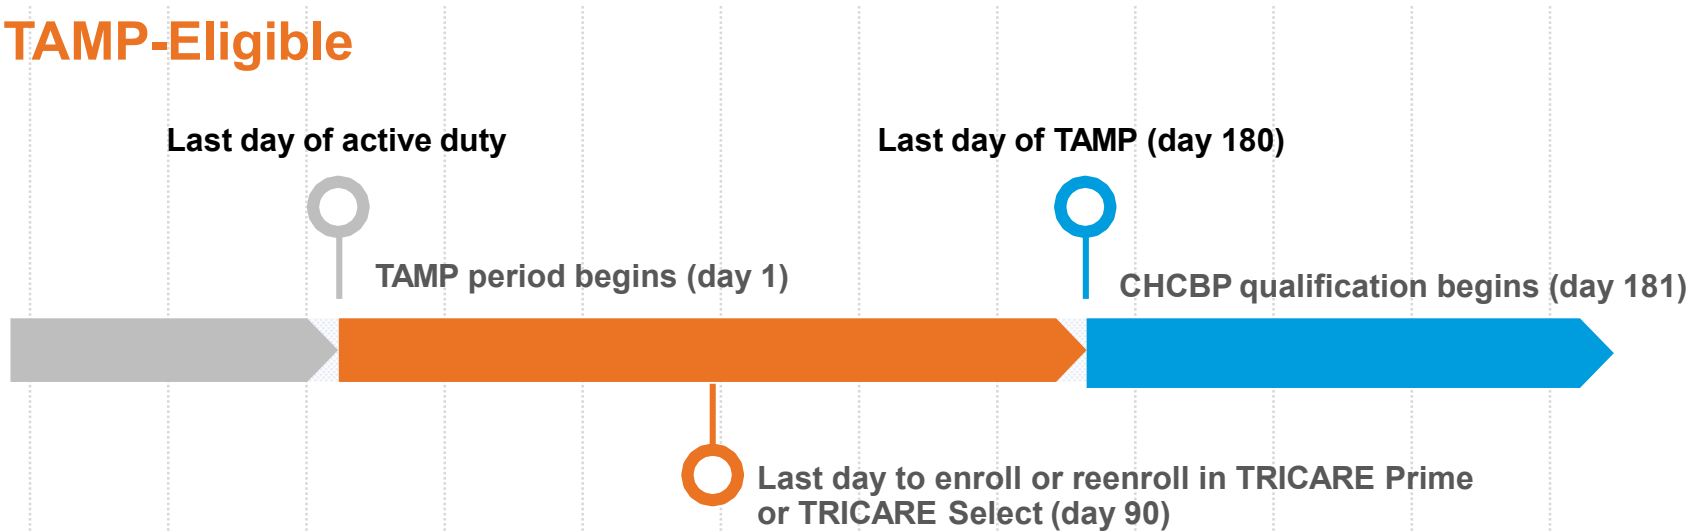 TAMP-Eligible
Last day of active duty
Last day of TAMP (day 180)
TAMP period begins (day 1)
CHCBP qualification begins (day 181)
Last day to enroll or reenroll in TRICARE Prime
or TRICARE Select (day 90)